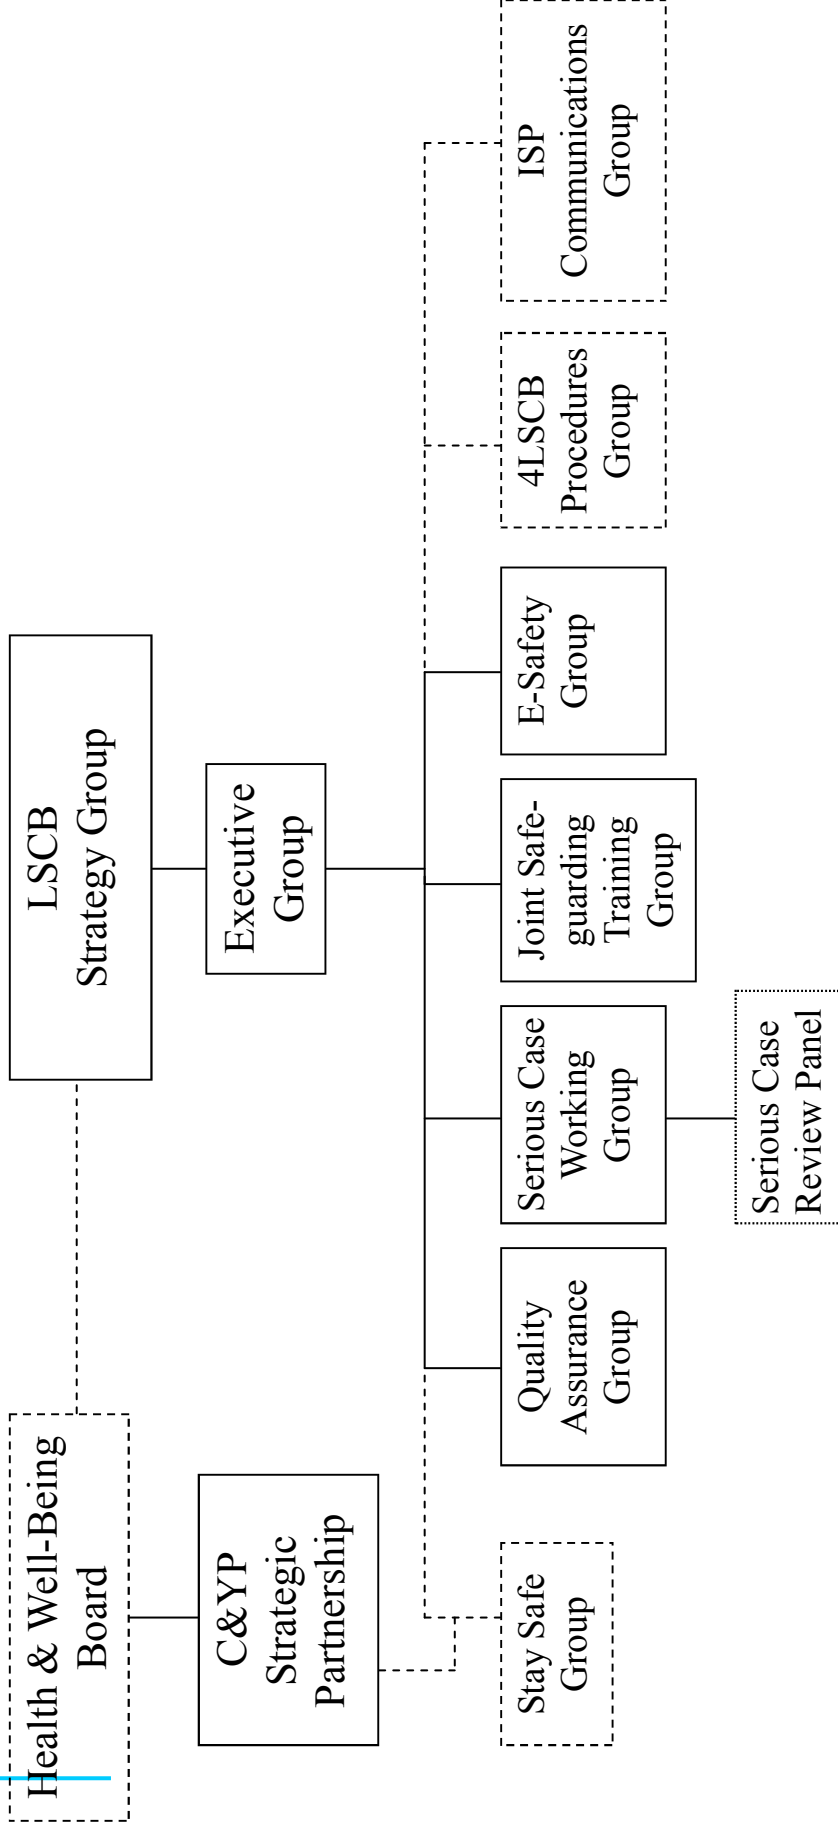 Health & Well-Being
Board
LSCB
Strategy Group
C&YP
Strategic
Partnership
Executive
Group
Stay Safe
Group
Quality
Assurance
Group
Serious Case
Working
Group
Joint Safe-
guarding
Training
Group
E-Safety
Group
4LSCB
Procedures
Group
ISP
Communications
Group
Serious Case
Review Panel